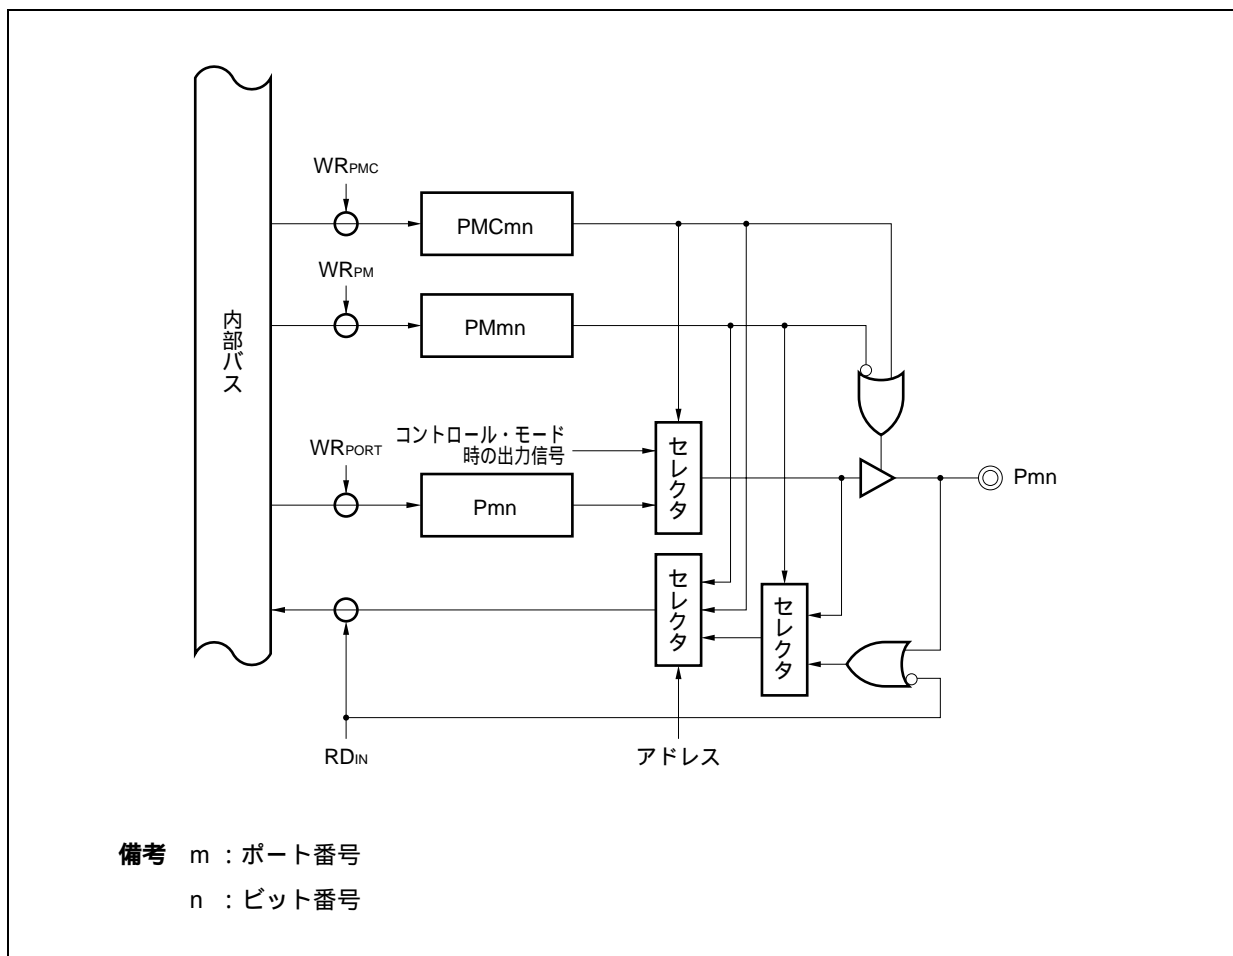 WRPMC
PMCmn
WRPM
PMmn
内部バス
コントロール・モード
時の出力信号
WRPORT
Pmn
セレクタ
Pmn
セレクタ
セレクタ
RDIN
アドレス
備考 m ：ポート番号
n ：ビット番号